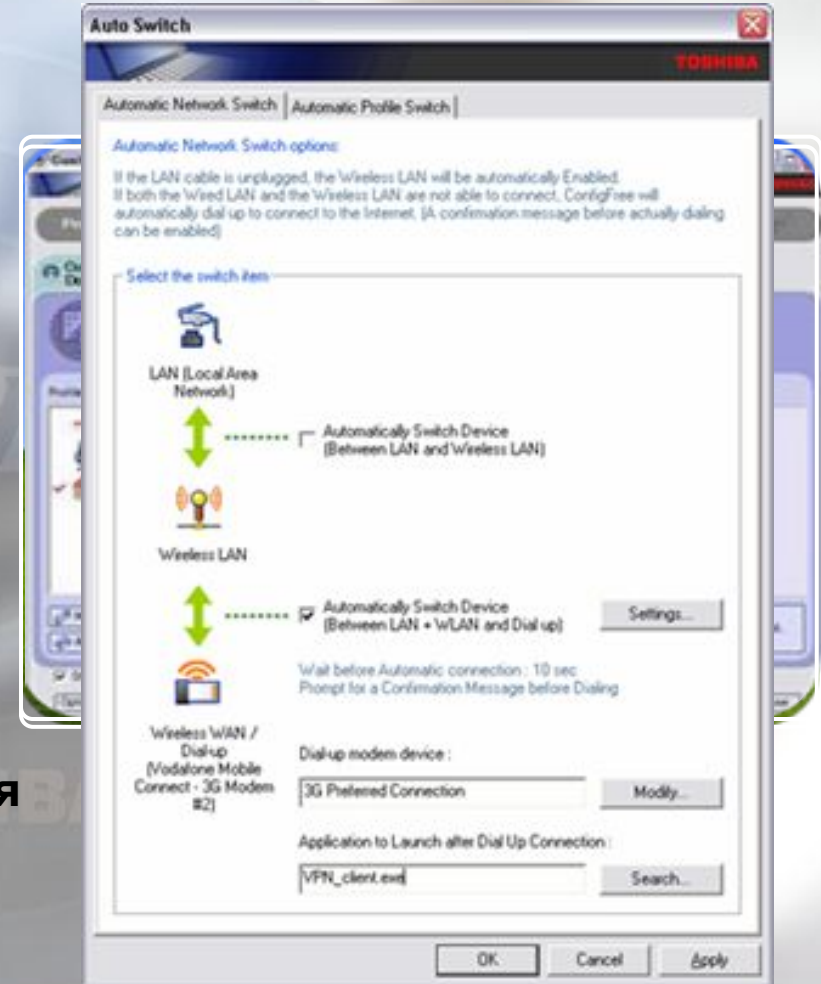 Auto Switch
TOSHIBA
Automatic Network Switch
Automatic Profile Switch
Automatic Network Switch options:
If the LAN cable is unplugged, the Wireless LAN will be automatically Enabled.
If both the Wired LAN and the Wireless LAN are not able to connect, ConfigFree will
automatically dial up to connect to the Internet. (A confirmation message before actually dialing
can be enabled)
Select the switch item
LAN (Local Area
Network)
Automatically Switch Device
(Between LAN and Wireless LAN)
Wireless LAN
Automatically Switch Device
(Between LAN + WLAN and Dial up)
Settings...
Wait before Automatic connection : 10 sec
Prompt for a Confirmation Message before Dialing
Wireless WAN /
Dial-up
(Vodafone Mobile
Connect - 3G Modem
#2)
Dial-up modem device :
3G Preferred Connection
Modify...
Application to Launch after Dial Up Connection :
VPN_client.exe
Search...
OK
Cancel
Apply
я